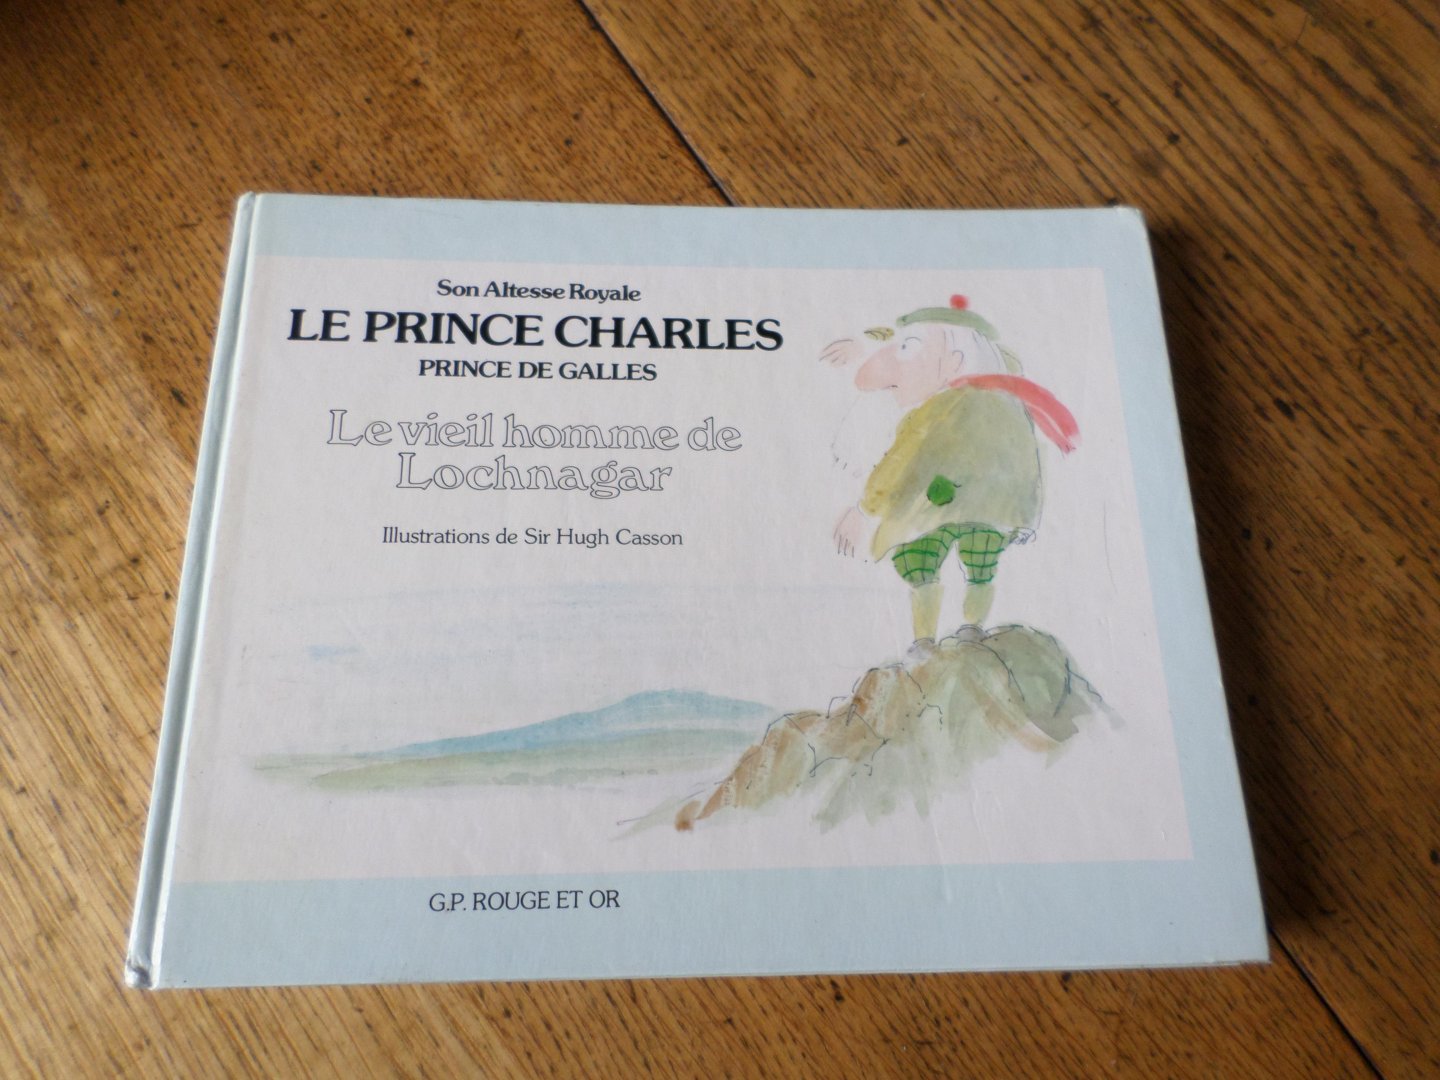 Son Altesse Royale
LE PRINCE CHARLES
PRINCE DE GALLES
Le vieil homme de
Lochnagar
Illustrations de Sir Hugh Casson
G.P. ROUGE ET OR